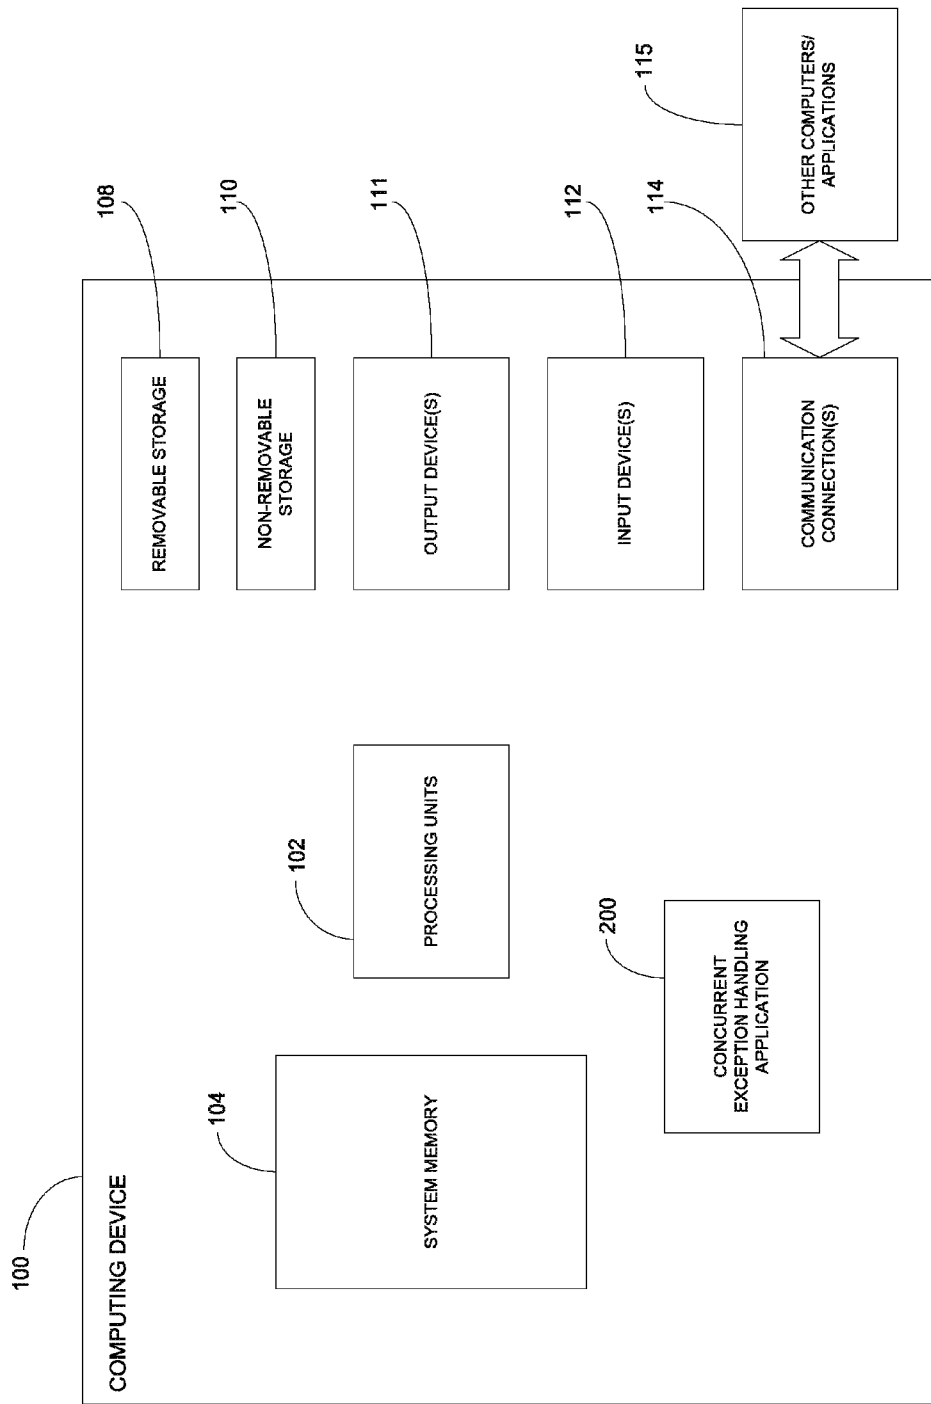 100
COMPUTING DEVICE
104
SYSTEM MEMORY
102
PROCESSING UNITS
200
CONCURRENT
EXCEPTION HANDLING
APPLICATION
108
REMOVABLE STORAGE
110
NON-REMOVABLE
STORAGE
111
OUTPUT DEVICE(S)
112
INPUT DEVICE(S)
114
COMMUNICATION
CONNECTION(S)
115
OTHER COMPUTERS/
APPLICATIONS